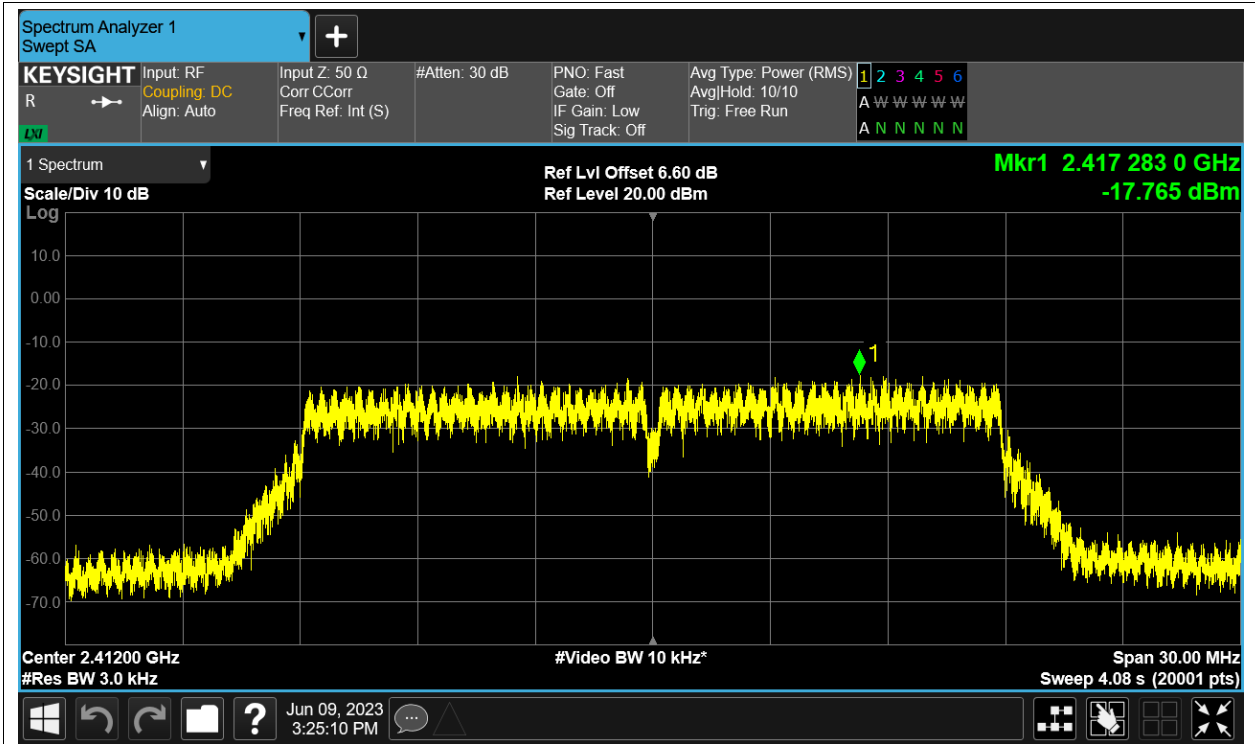 Spectrum Analyzer 1
Swept SA
KEYSIGHT
R
LXI
Input: RF
Coupling: DC
Align: Auto
Input Z: 50 Ω
Corr CCorr
Freq Ref: Int (S)
#Atten: 30 dB
PNO: Fast
Gate: Off
IF Gain: Low
Sig Track: Off
Avg Type: Power (RMS)
Avg|Hold: 10/10
Trig: Free Run
1 2 3 4 5 6
A W W W W W
A N N N N N
1 Spectrum
Scale/Div 10 dB
Log
Ref Lvl Offset 6.60 dB
Ref Level 20.00 dBm
Mkr1 2.417 283 0 GHz
-17.765 dBm
10.0
0.00
-10.0
1
-20.0
-30.0
-40.0
-50.0
-60.0
-70.0
Center 2.41200 GHz
#Res BW 3.0 kHz
#Video BW 10 kHz*
Span 30.00 MHz
Sweep 4.08 s (20001 pts)
?
Jun 09, 2023
3:25:10 PM